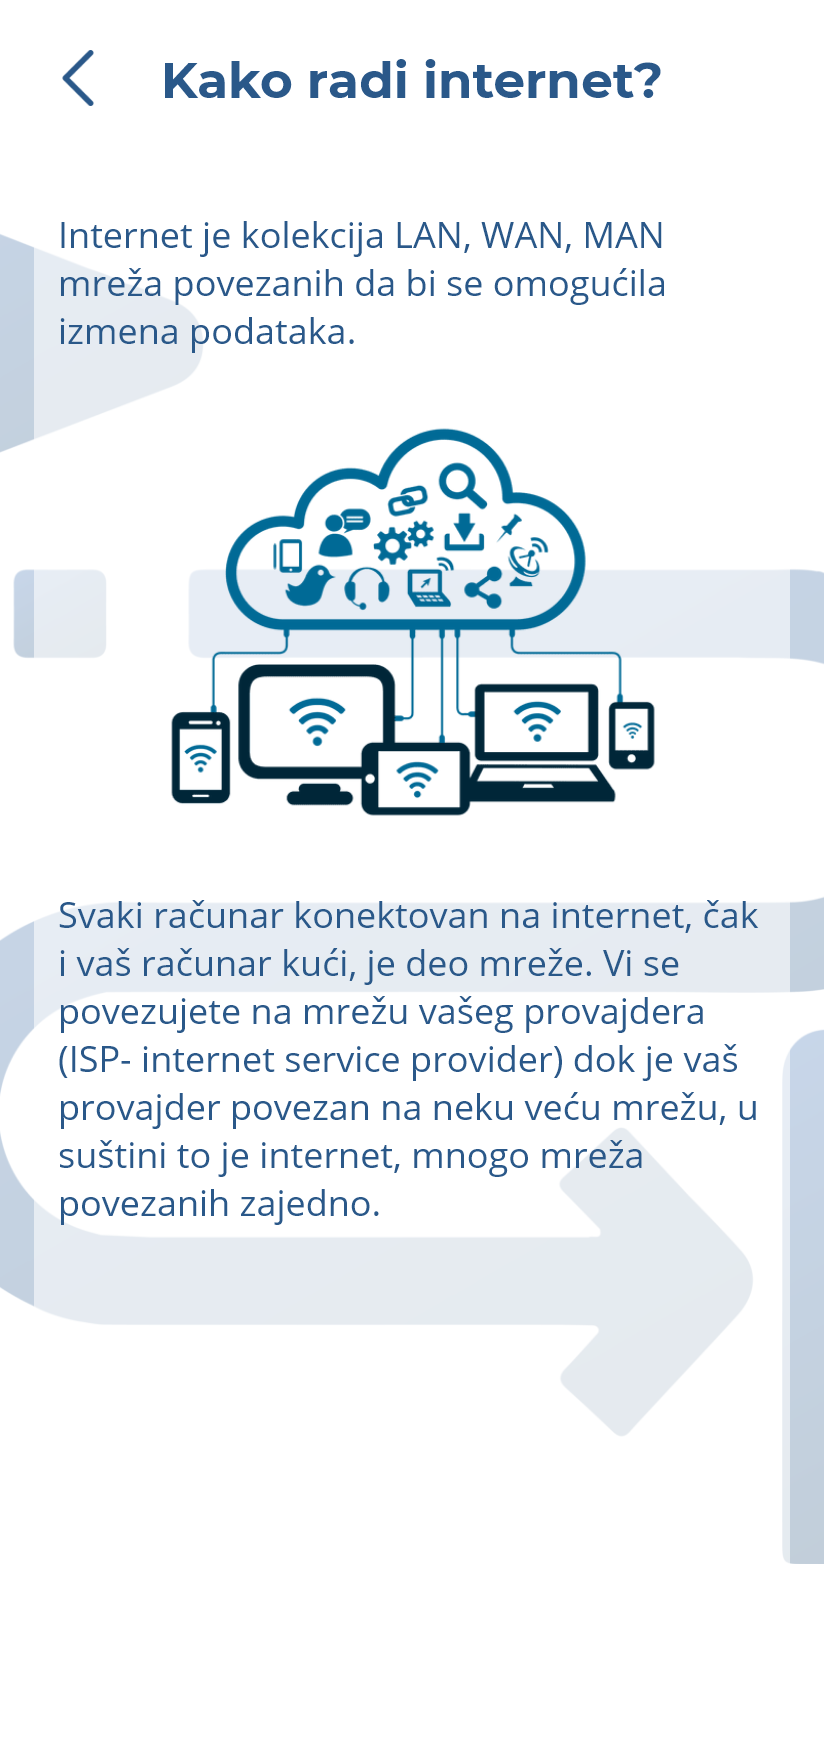 Kako radi internet?
Internet je kolekcija LAN, WAN, MAN
mreža povezanih da bi se omogućila
izmena podataka.
Svaki računar konektovan na internet, čak
i vaš računar kući, je deo mreže. Vi se
povezujete na mrežu vašeg provajdera
(ISP- internet service provider) dok je vaš
provajder povezan na neku veću mrežu, u
suštini to je internet, mnogo mreža
povezanih zajedno.